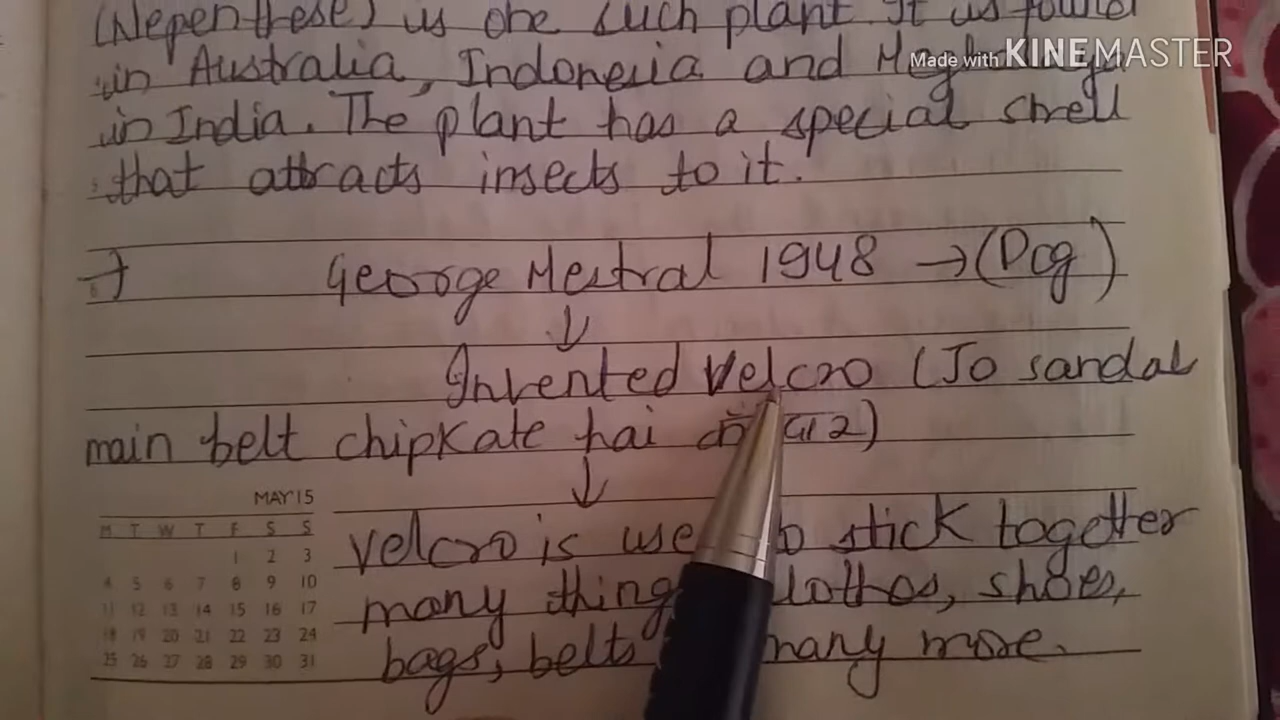 (Nepenthese) is one such plant. It is found
in Australia, Indonesia and Meghalaya
Made with KINEMASTER
in India. The plant has a special smell
that attracts insects to it.
→ George Mestral 1948 → (Dog)
↓
Invented Velcro (Jo sandal
main belt chipkate hai
↓
MAY'15
M T W T F S S
1 2 3
4 5 6 7 8 9 10
11 12 13 14 15 16 17
18 19 20 21 22 23 24
25 26 27 28 29 30 31
Velcro is use stick together
many thing shoes,
bags, belts many more.